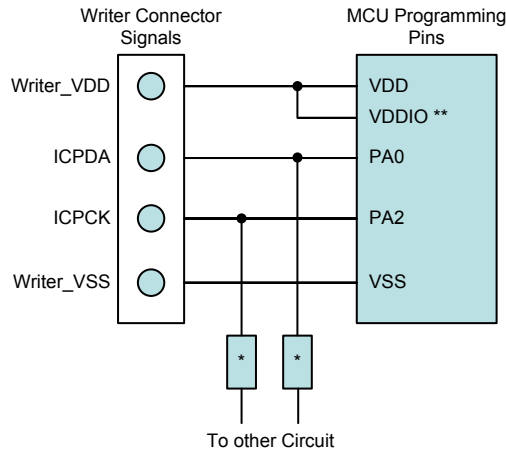 Writer Connector
Signals
MCU Programming
Pins
Writer_VDD
VDD
VDDIO **
ICPDA
PA0
ICPCK
PA2
Writer_VSS
VSS
*
*
To other Circuit